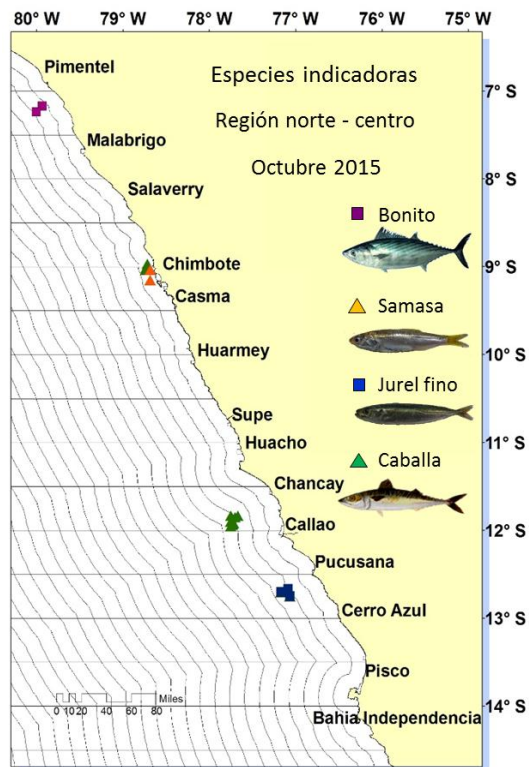 80 W 79 W 78 W 77 W 76 W 75 W
Pimentel
Especies indicadoras
7° S
Región norte - centro
Malabrigo
Octubre 2015
8° S
Salaverry
Bonito
Chimbote
9° S
Casma
Samasa
Huarmey
10° S
Jurel fino
Supe
Huacho
11° S
Caballa
Chancay
Callao
12° S
Pucusana
Cerro Azul
13° S
Pisco
Miles
0 10 20 40 60 80
14° S
Bahia Independencia